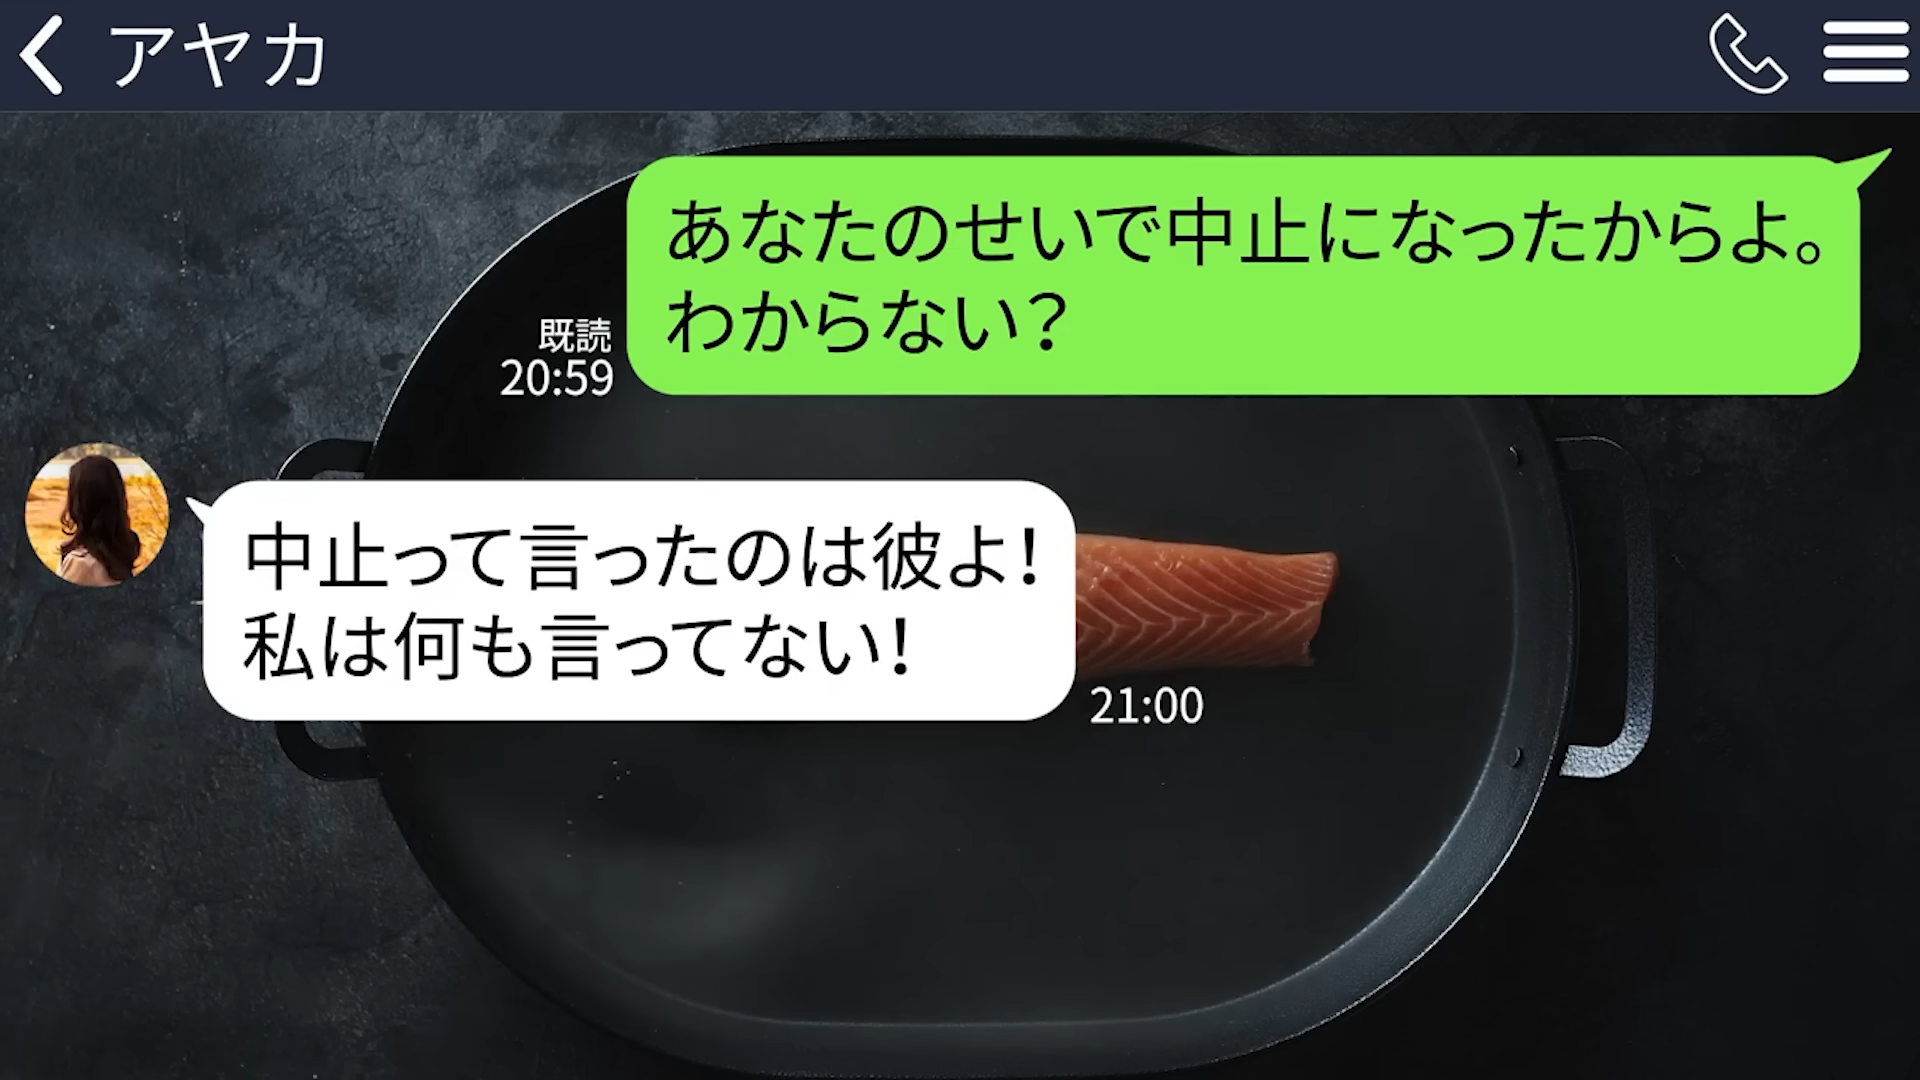 アヤカ
あなたのせいで中止になったからよ。
わからない？
既読
20:59
中止って言ったのは彼よ！
私は何も言ってない！
21:00